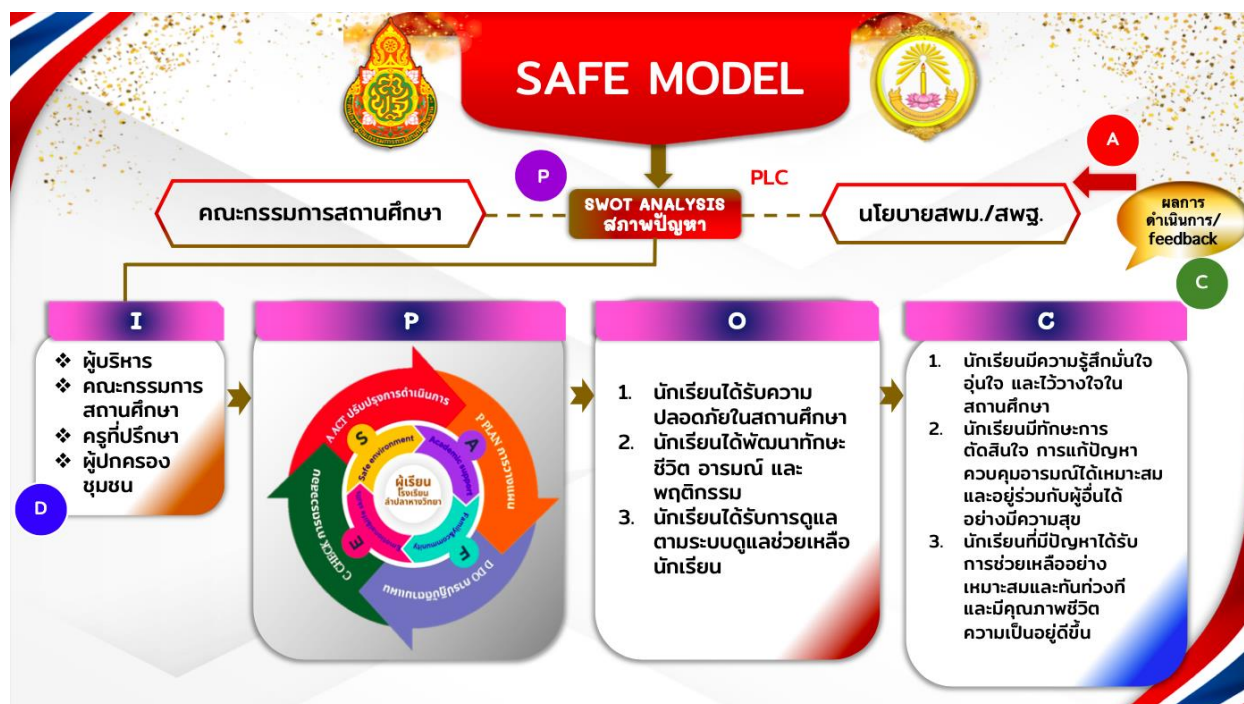 SAFE MODEL
A
P
PLC
คณะกรรมการสถานศึกษา
SWOT ANALYSIS
สภาพปัญหา
นโยบายสพม./สพฐ.
ผลการ
ดำเนินการ/
feedback
C
I
❖ ผู้บริหาร
❖ คณะกรรมการ
สถานศึกษา
❖ ครูที่ปรึกษา
❖ ผู้ปกครอง
ชุมชน
D
P
A ACT ปรับปรุงการดำเนินการ
P PLAN การวางแผน
D DO การปฏิบัติตามแผน
C CHECK การตรวจสอบ
S
Safe environment
A
Academic support
F
Family&community
E
ผู้เรียน
โรงเรียน
ลำปลาหางวิทยา
O
1. นักเรียนได้รับความ
ปลอดภัยในสถานศึกษา
2. นักเรียนได้พัฒนาทักษะ
ชีวิต อารมณ์ และ
พฤติกรรม
3. นักเรียนได้รับการดูแล
ตามระบบดูแลช่วยเหลือ
นักเรียน
C
1. นักเรียนมีความรู้สึกมั่นใจ
อุ่นใจ และไว้วางใจใน
สถานศึกษา
2. นักเรียนมีทักษะการ
ตัดสินใจ การแก้ปัญหา
ควบคุมอารมณ์ได้เหมาะสม
และอยู่ร่วมกับผู้อื่นได้
อย่างมีความสุข
3. นักเรียนที่มีปัญหาได้รับ
การช่วยเหลืออย่าง
เหมาะสมและทันท่วงที
และมีคุณภาพชีวิต
ความเป็นอยู่ดีขึ้น